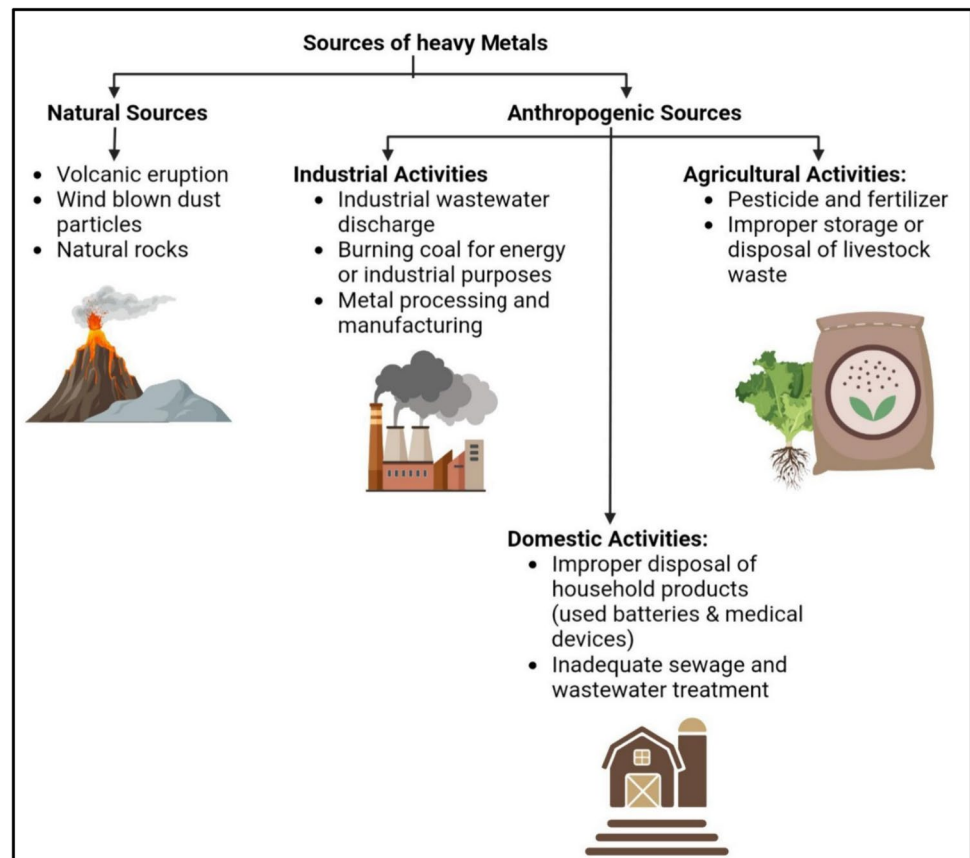 Sources of heavy Metals
Natural Sources
• Volcanic eruption
• Wind blown dust
particles
• Natural rocks
Anthropogenic Sources
Industrial Activities
• Industrial wastewater
discharge
• Burning coal for energy
or industrial purposes
• Metal processing and
manufacturing
Agricultural Activities:
• Pesticide and fertilizer
• Improper storage or
disposal of livestock
waste
Domestic Activities:
• Improper disposal of
household products
(used batteries & medical
devices)
• Inadequate sewage and
wastewater treatment